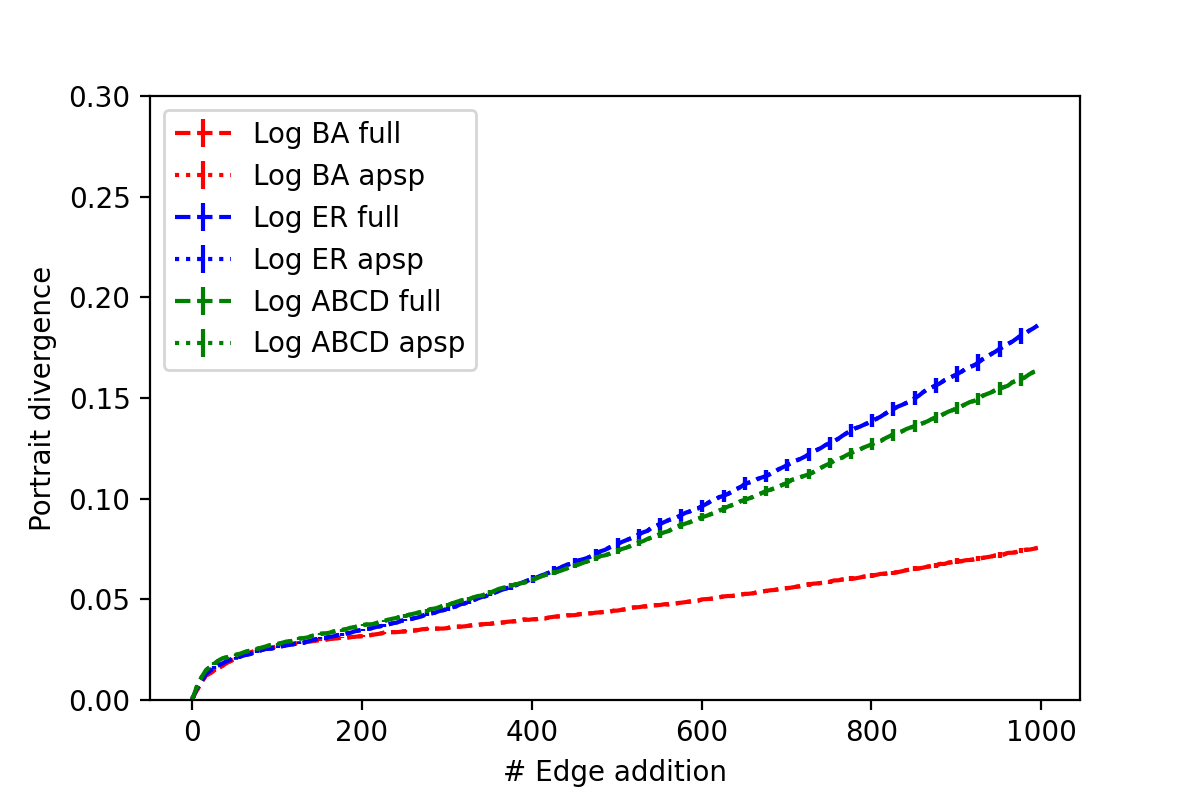 0.30
0.25
0.20
0.15
0.10
0.05
0.00
Portrait divergence
Log BA full
Log BA apsp
Log ER full
Log ER apsp
Log ABCD full
Log ABCD apsp
0 200 400 600 800 1000
# Edge addition